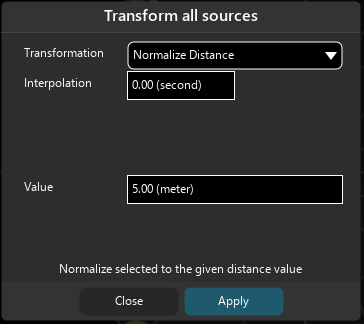 Transform all sources
Transformation Normalize Distance
Interpolation 0.00 (second)
Value 5.00 (meter)
Normalize selected to the given distance value
Close Apply